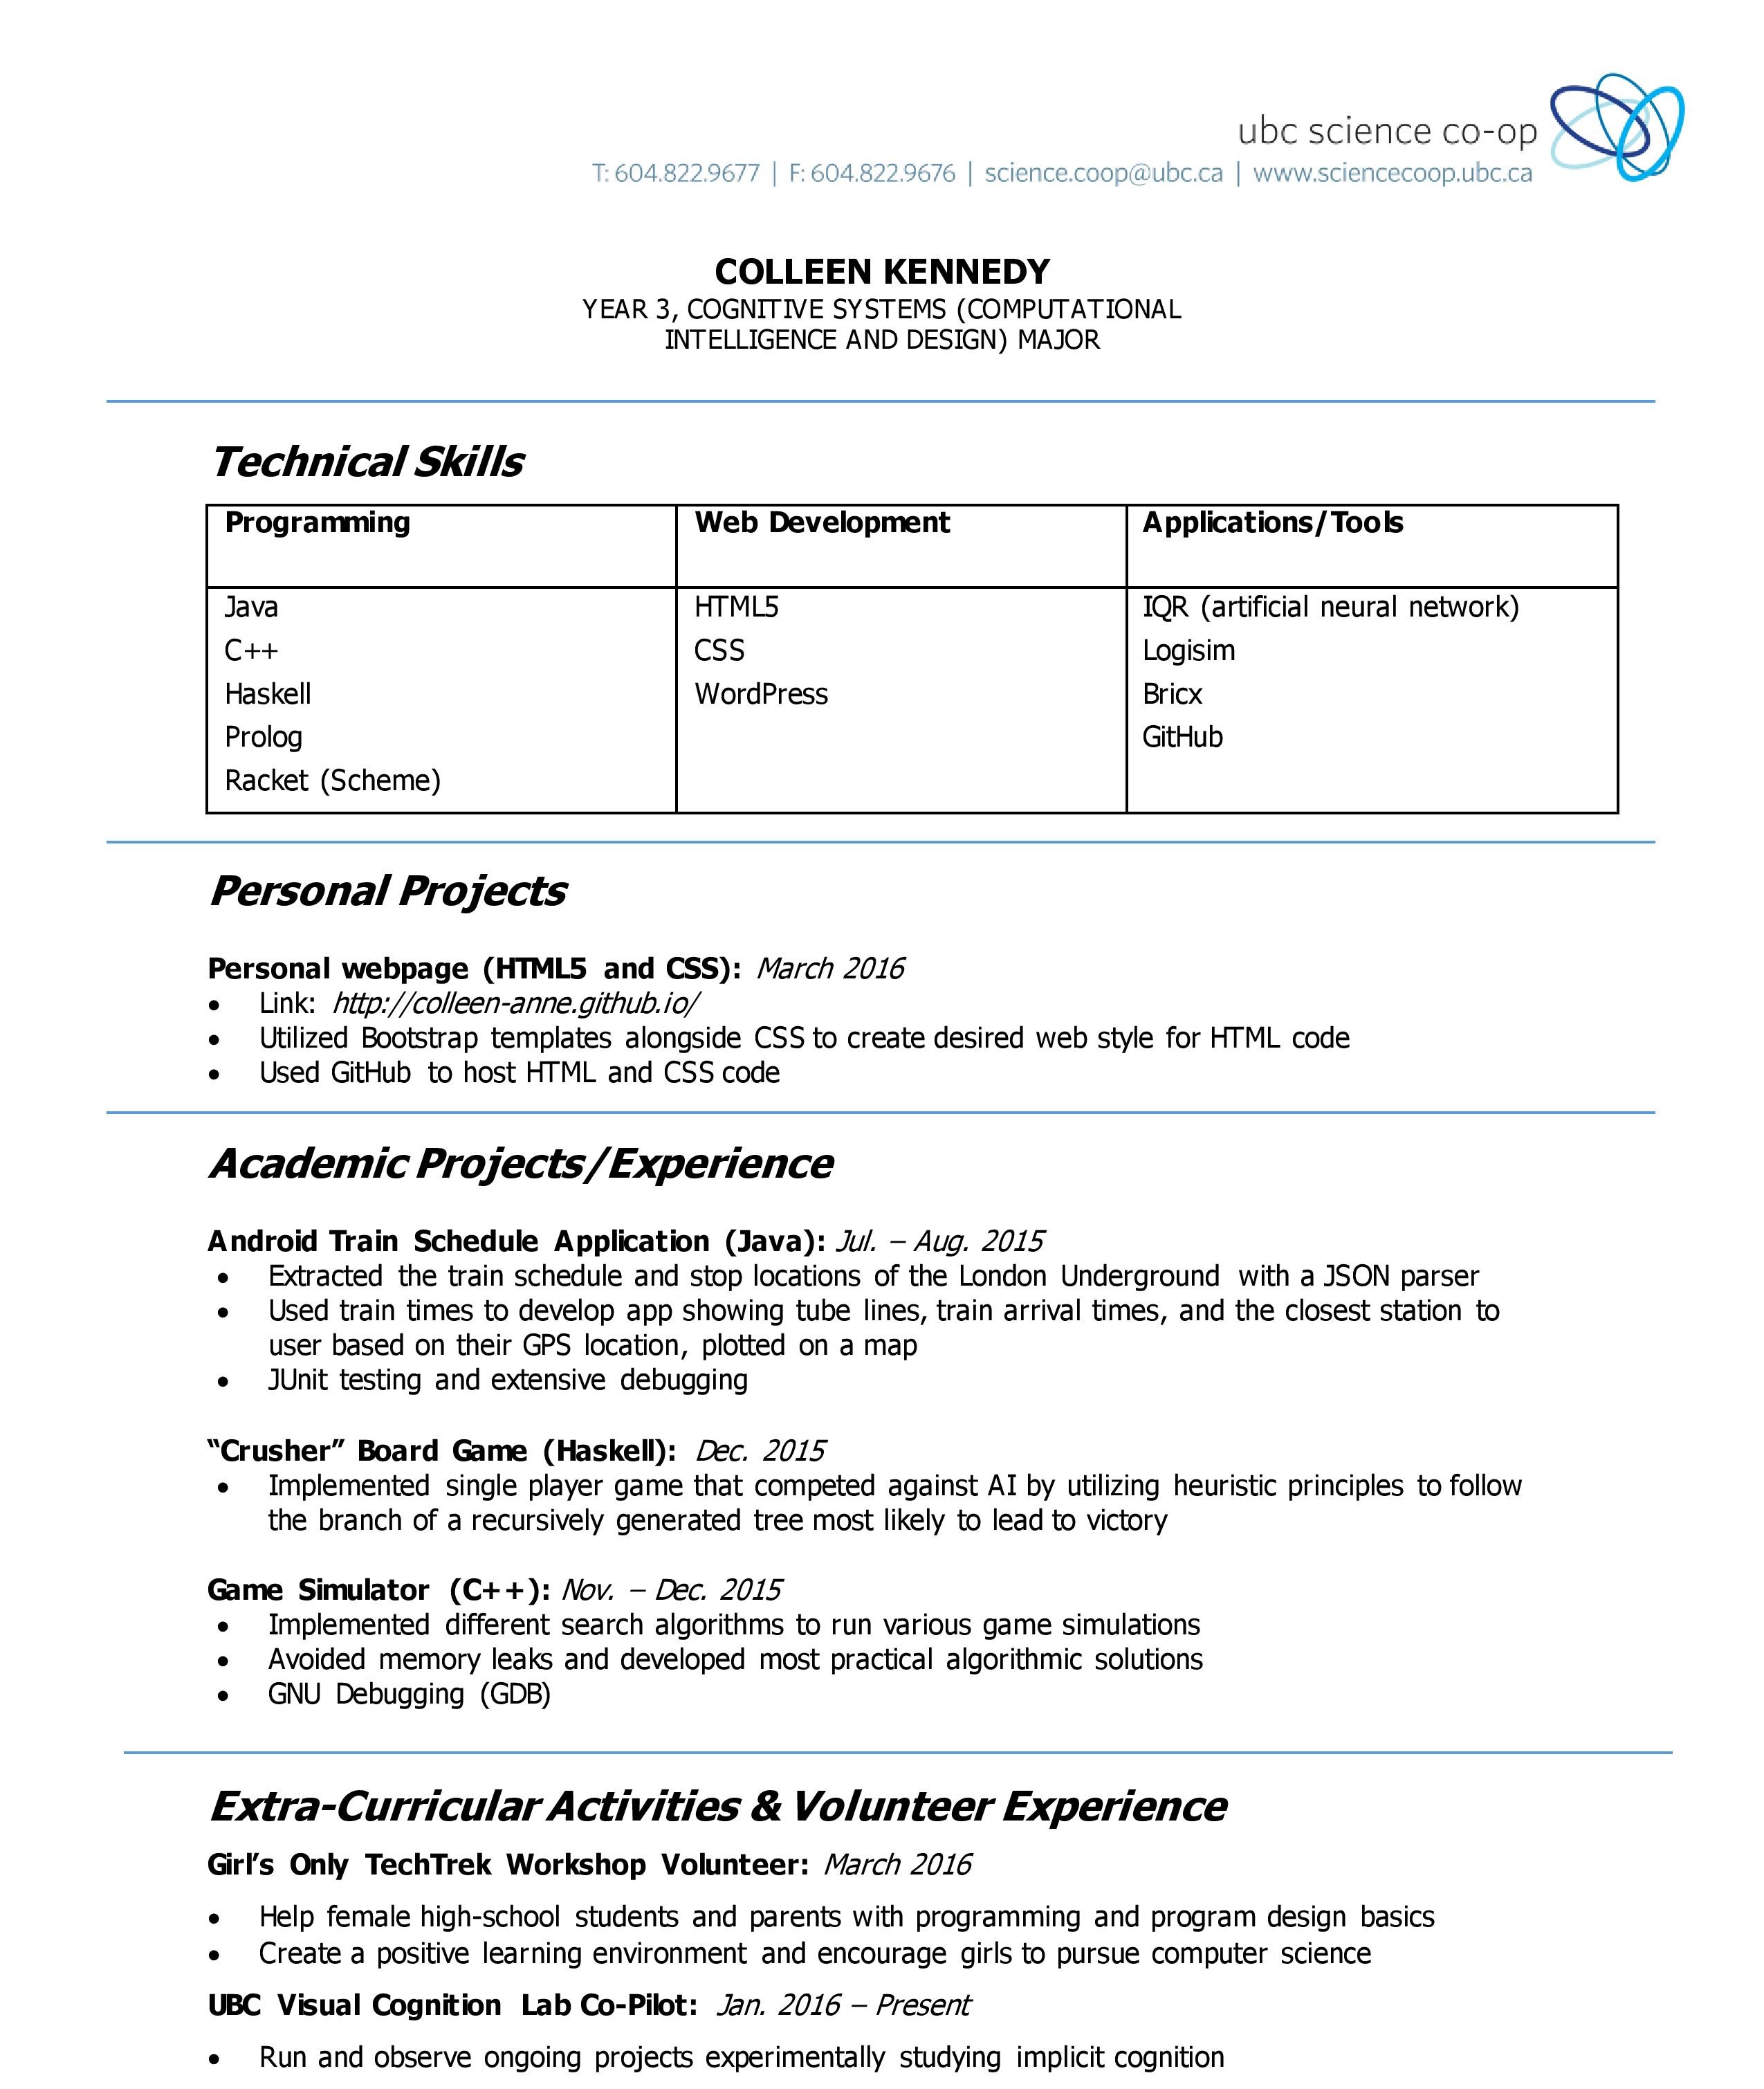 ubc science co-op
T: 604.822.9677 | F: 604.822.9676 | science.coop@ubc.ca | www.sciencecoop.ubc.ca
COLLEEN KENNEDY
YEAR 3, COGNITIVE SYSTEMS (COMPUTATIONAL
INTELLIGENCE AND DESIGN) MAJOR
Technical Skills
Programming Web Development Applications/Tools
Java HTML5 IQR (artificial neural network)
C++ CSS Logisim
Haskell WordPress Bricx
Prolog GitHub
Racket (Scheme)
Personal Projects
Personal webpage (HTML5 and CSS): March 2016
• Link: http://colleen-anne.github.io/
• Utilized Bootstrap templates alongside CSS to create desired web style for HTML code
• Used GitHub to host HTML and CSS code
Academic Projects/Experience
Android Train Schedule Application (Java): Jul. – Aug. 2015
• Extracted the train schedule and stop locations of the London Underground with a JSON parser
• Used train times to develop app showing tube lines, train arrival times, and the closest station to
user based on their GPS location, plotted on a map
• JUnit testing and extensive debugging
“Crusher” Board Game (Haskell): Dec. 2015
• Implemented single player game that competed against AI by utilizing heuristic principles to follow
the branch of a recursively generated tree most likely to lead to victory
Game Simulator (C++): Nov. – Dec. 2015
• Implemented different search algorithms to run various game simulations
• Avoided memory leaks and developed most practical algorithmic solutions
• GNU Debugging (GDB)
Extra-Curricular Activities & Volunteer Experience
Girl’s Only TechTrek Workshop Volunteer: March 2016
• Help female high-school students and parents with programming and program design basics
• Create a positive learning environment and encourage girls to pursue computer science
UBC Visual Cognition Lab Co-Pilot: Jan. 2016 – Present
• Run and observe ongoing projects experimentally studying implicit cognition